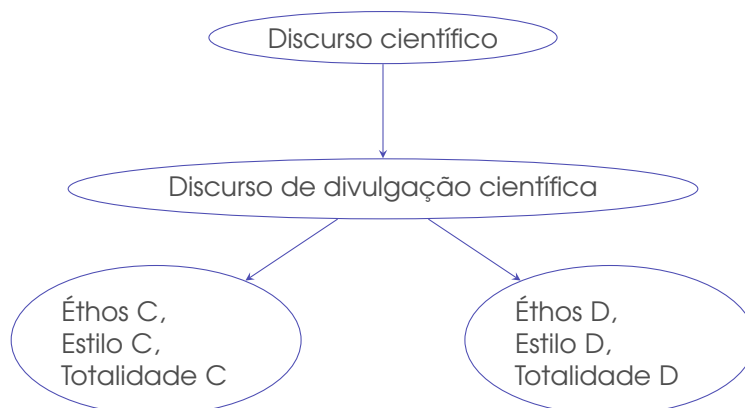 Discurso científico
Discurso de divulgação científica
Éthos C,
Estilo C,
Totalidade C
Éthos D,
Estilo D,
Totalidade D